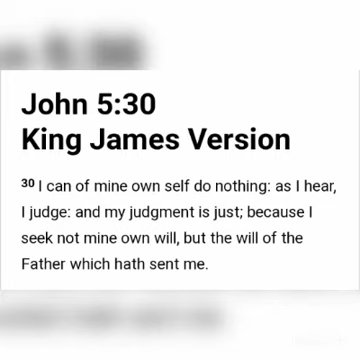 John 5:30
King James Version
30 I can of mine own self do nothing: as I hear,
I judge: and my judgment is just; because I
seek not mine own will, but the will of the
Father which hath sent me.